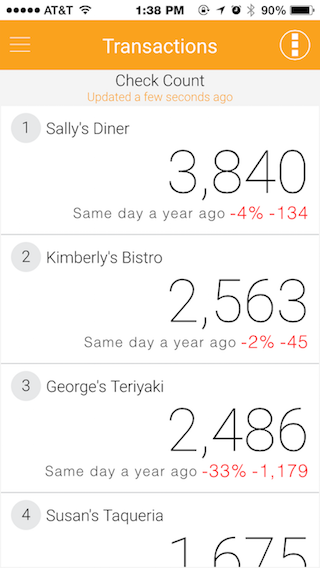 AT&T 1:38 PM 90%
Transactions
Check Count
Updated a few seconds ago
1 Sally's Diner
3,840
Same day a year ago -4% -134
2 Kimberly's Bistro
2,563
Same day a year ago -2% -45
3 George's Teriyaki
2,486
Same day a year ago -33% -1,179
4 Susan's Taqueria
1,675